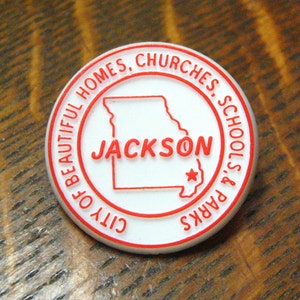 CITY OF BEAUTIFUL HOMES, CHURCHES, SCHOOLS, & PARKS
JACKSON